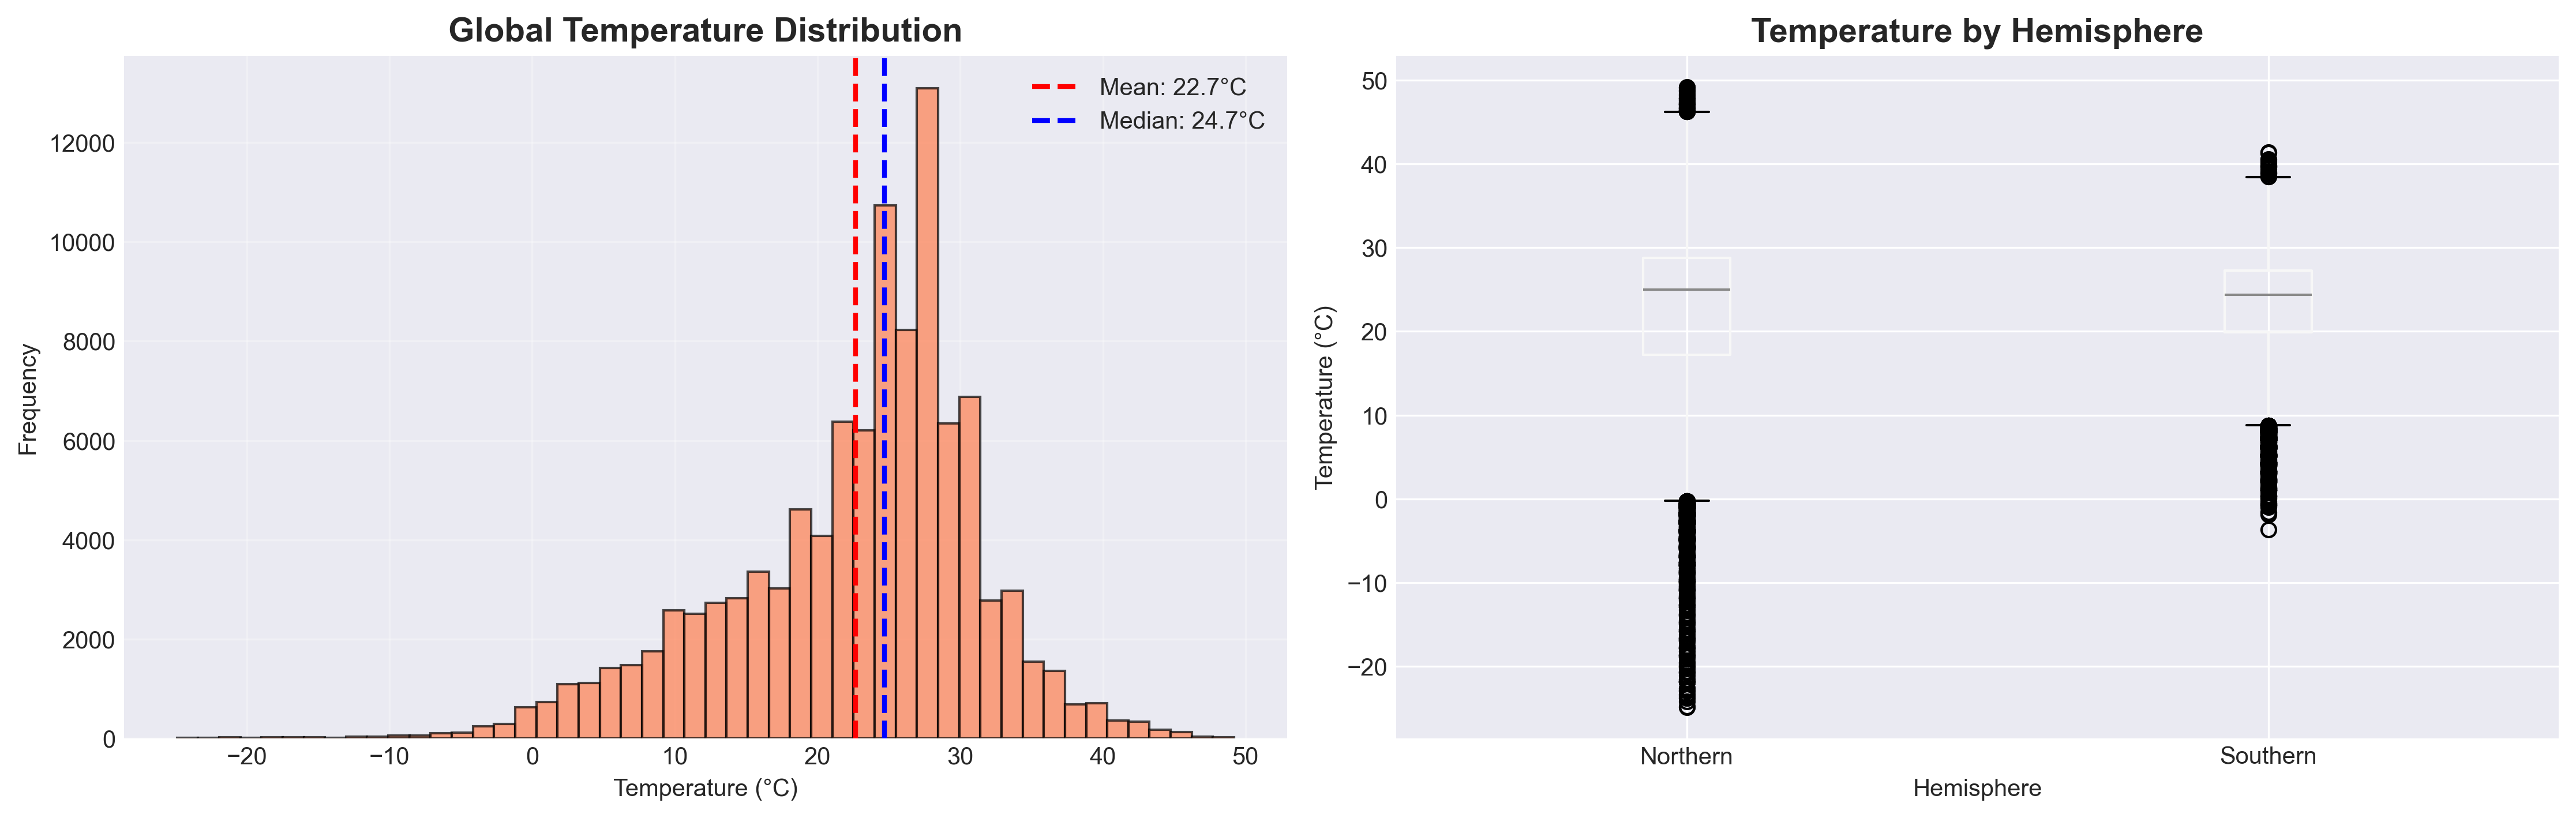 Global Temperature Distribution
Mean: 22.7°C
Median: 24.7°C
Frequency
12000
10000
8000
6000
4000
2000
0
−20 −10 0 10 20 30 40 50
Temperature (°C)
Temperature by Hemisphere
Temperature (°C)
50
40
30
20
10
0
−10
−20
Northern Southern
Hemisphere